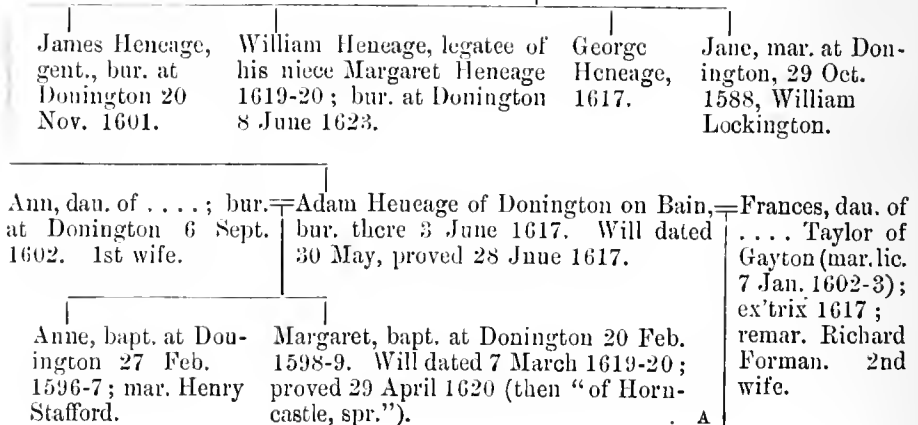 James Heneage,
gent., bur. at
Donington 20
Nov. 1601.
William Heneage, legatee of
his niece Margaret Heneage
1619-20 ; bur. at Donington
8 June 1623.
George
Heneage,
1617.
Jane, mar. at Don-
ington, 29 Oct.
1588, William
Lockington.
Ann, dau. of . . . . ; bur.
at Donington 6 Sept.
1602. 1st wife.
=Adam Heneage of Donington on Bain,
bur. there 3 June 1617. Will dated
30 May, proved 28 June 1617.
=Frances, dau. of
. . . . Taylor of
Gayton (mar. lic.
7 Jan. 1602-3) ;
ex'trix 1617 ;
remar. Richard
Forman. 2nd
wife.
Anne, bapt. at Don-
ington 27 Feb.
1596-7 ; mar. Henry
Stafford.
Margaret, bapt. at Donington 20 Feb.
1598-9. Will dated 7 March 1619-20 ;
proved 29 April 1620 (then "of Horn-
castle, spr.").
A